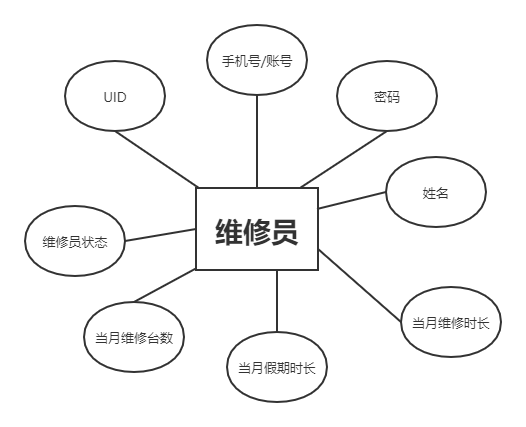 手机号/账号
UID
密码
姓名
维修员
维修员状态
当月维修时长
当月维修台数
当月假期时长